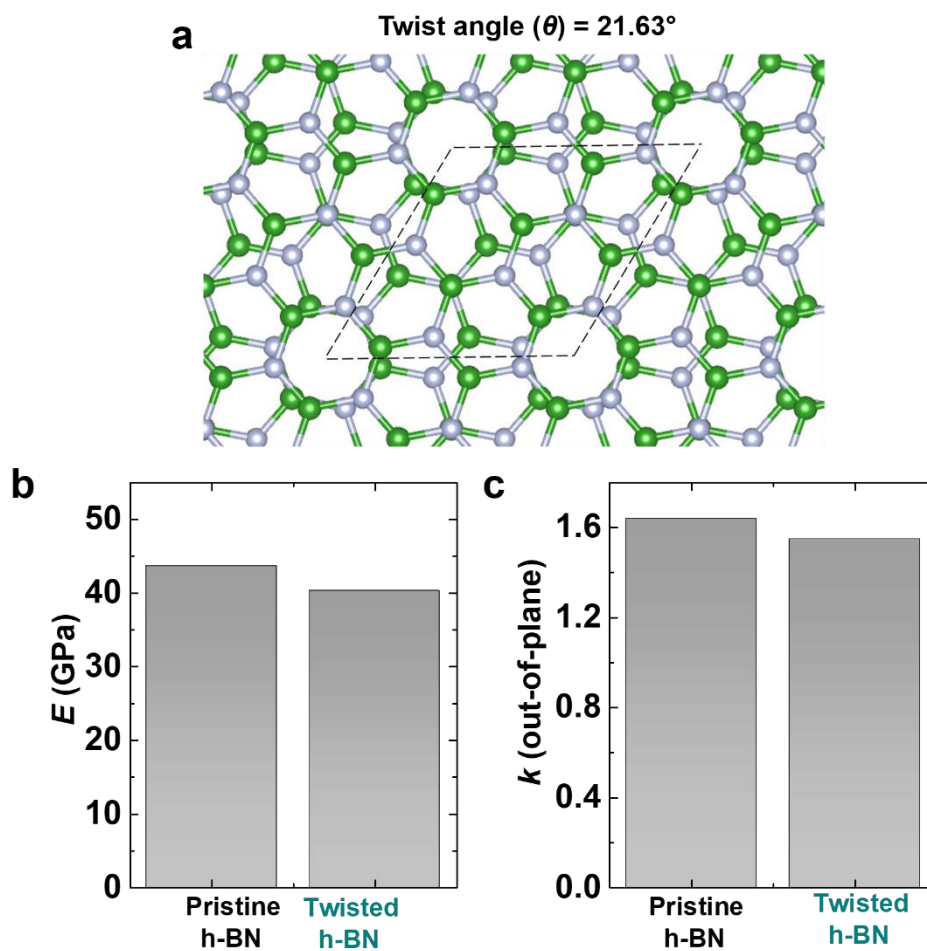 a
Twist angle (θ) = 21.63°
b
E (GPa)
50
40
30
20
10
0
Pristine h-BN
Twisted h-BN
c
k (out-of-plane)
1.6
1.2
0.8
0.4
0.0
Pristine h-BN
Twisted h-BN